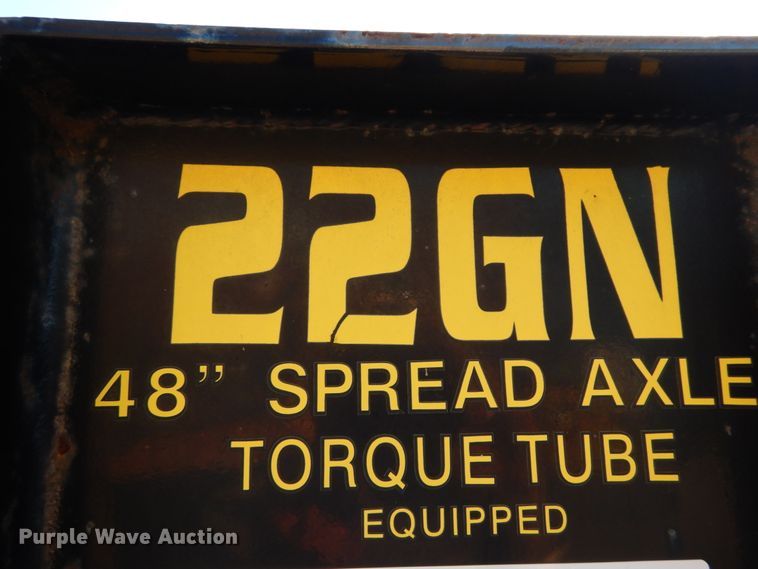 22GN
48” SPREAD AXLE
TORQUE TUBE
EQUIPPED
Purple Wave Auction